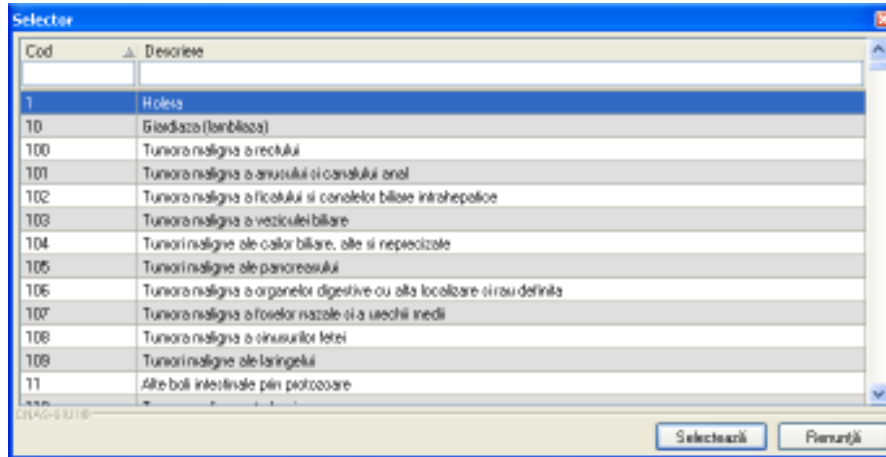 Selector
Cod Descriere
1 Holera
10 Giardiaza (lambliaza)
100 Tumora maligna a rectului
101 Tumora maligna a anusului si canalului anal
102 Tumora maligna a ficatului si canalelor biliare intrahepatice
103 Tumora maligna a veziculei biliare
104 Tumori maligne ale cailor biliare, alte si neprecizate
105 Tumori maligne ale pancreasului
106 Tumora maligna a organelor digestive cu alta localizare si rau definita
107 Tumora maligna a foselor nazale si a urechii medii
108 Tumora maligna a sinusurilor fetei
109 Tumori maligne ale laringelui
11 Alte boli intestinale prin protozoare
Selectează Renunță